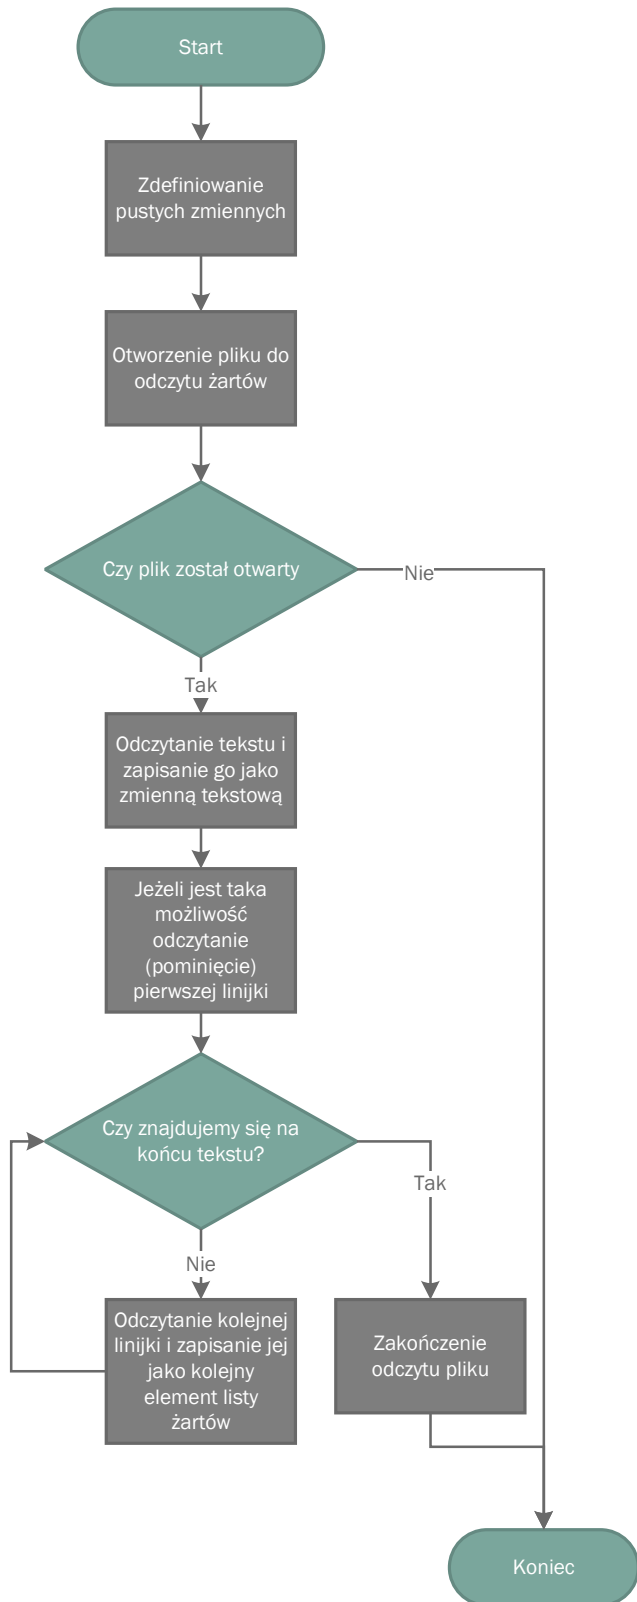 Start
Zdefiniowanie
pustych zmiennych
Otworzenie pliku do
odczytu żartów
Czy plik został otwarty
Nie
Tak
Odczytanie tekstu i
zapisanie go jako
zmienną tekstową
Jeżeli jest taka
możliwość
odczytanie
(pominięcie)
pierwszej linijki
Czy znajdujemy się na
końcu tekstu?
Tak
Nie
Odczytanie kolejnej
linijki i zapisanie jej
jako kolejny
element listy
żartów
Zakończenie
odczytu pliku
Koniec